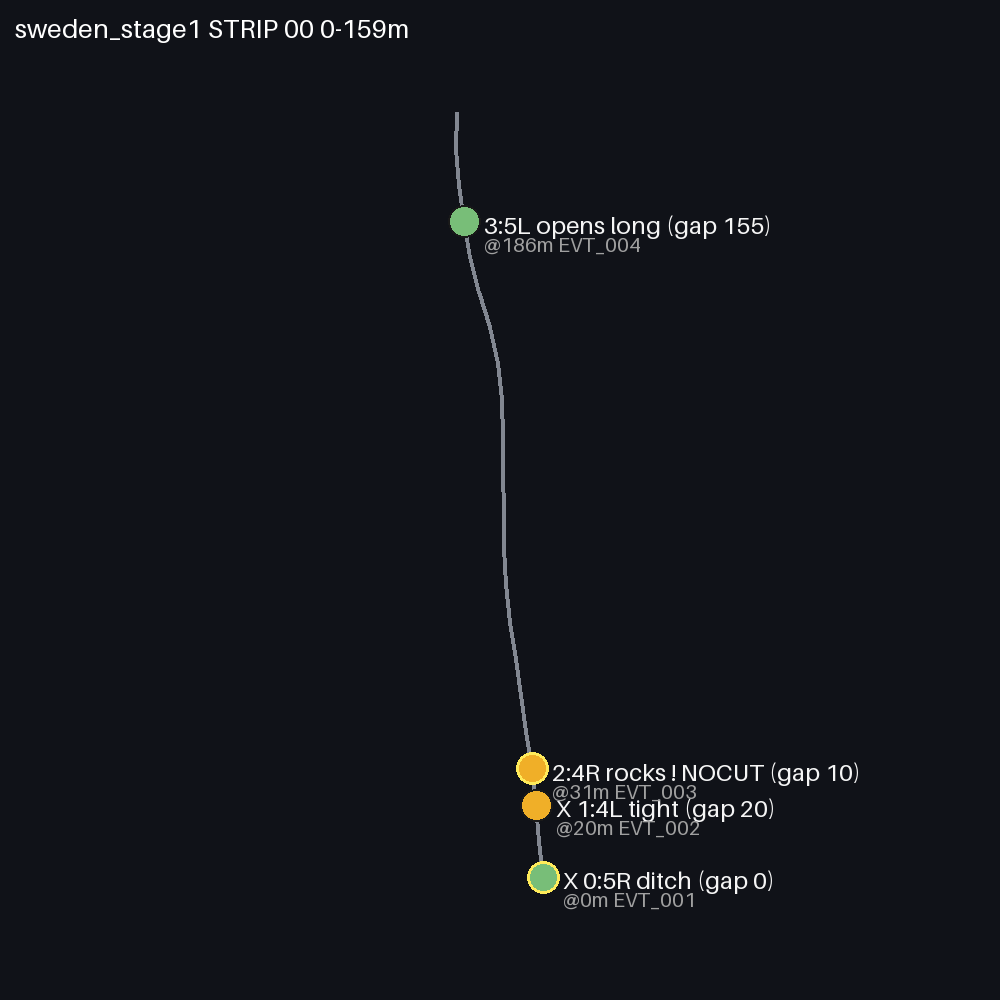 sweden_stage1 STRIP 00 0-159m
3:5L opens long (gap 155)
@186m EVT_004
2:4R rocks ! NOCUT (gap 10)
@31m EVT_003
X 1:4L tight (gap 20)
@20m EVT_002
X 0:5R ditch (gap 0)
@0m EVT_001